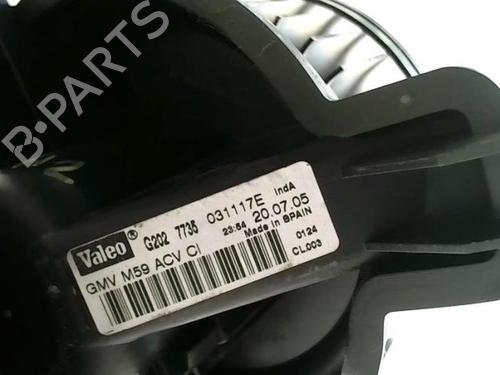 B-PARTS
Valeo ® G202 7735 031117E indA
23:54 20.07.05
Made in SPAIN
GMV M59 ACV CI
0124
CL003